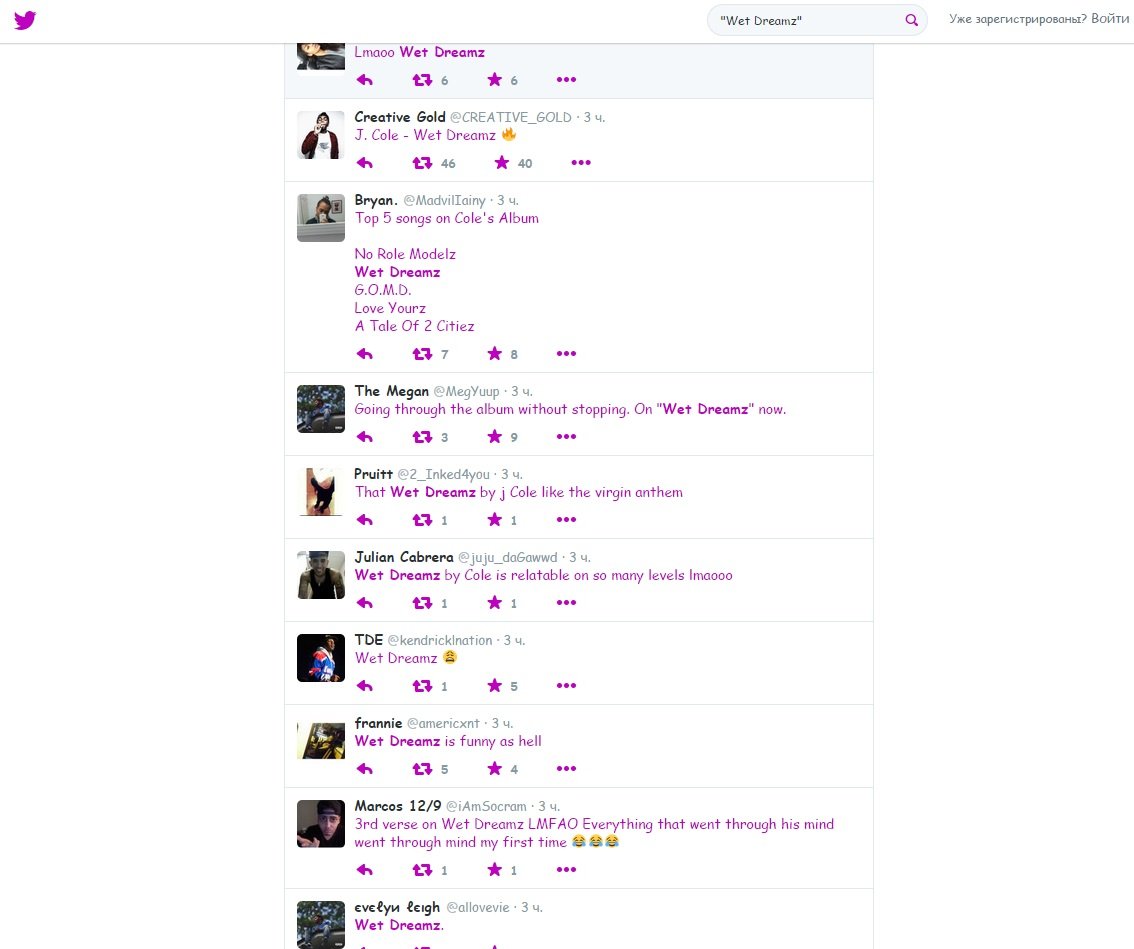 "Wet Dreamz"
Уже зарегистрированы? Войти
Lmaoo Wet Dreamz
6 6
Creative Gold @CREATIVE_GOLD · 3 ч.
J. Cole - Wet Dreamz 🔥
46 40
Bryan. @MadvilIainy · 3 ч.
Top 5 songs on Cole's Album
No Role Modelz
Wet Dreamz
G.O.M.D.
Love Yourz
A Tale Of 2 Citiez
7 8
The Megan @MegYuup · 3 ч.
Going through the album without stopping. On "Wet Dreamz" now.
3 9
Pruitt @2_Inked4you · 3 ч.
That Wet Dreamz by j Cole like the virgin anthem
1 1
Julian Cabrera @juju_daGawwd · 3 ч.
Wet Dreamz by Cole is relatable on so many levels lmaooo
1 1
TDE @kendricklnation · 3 ч.
Wet Dreamz 😩
1 5
frannie @americxnt · 3 ч.
Wet Dreamz is funny as hell
5 4
Marcos 12/9 @iAmSocram · 3 ч.
3rd verse on Wet Dreamz LMFAO Everything that went through his mind
went through mind my first time 😂😂😂
1 1
єνєℓуи ℓєιgh @allovevie · 3 ч.
Wet Dreamz.